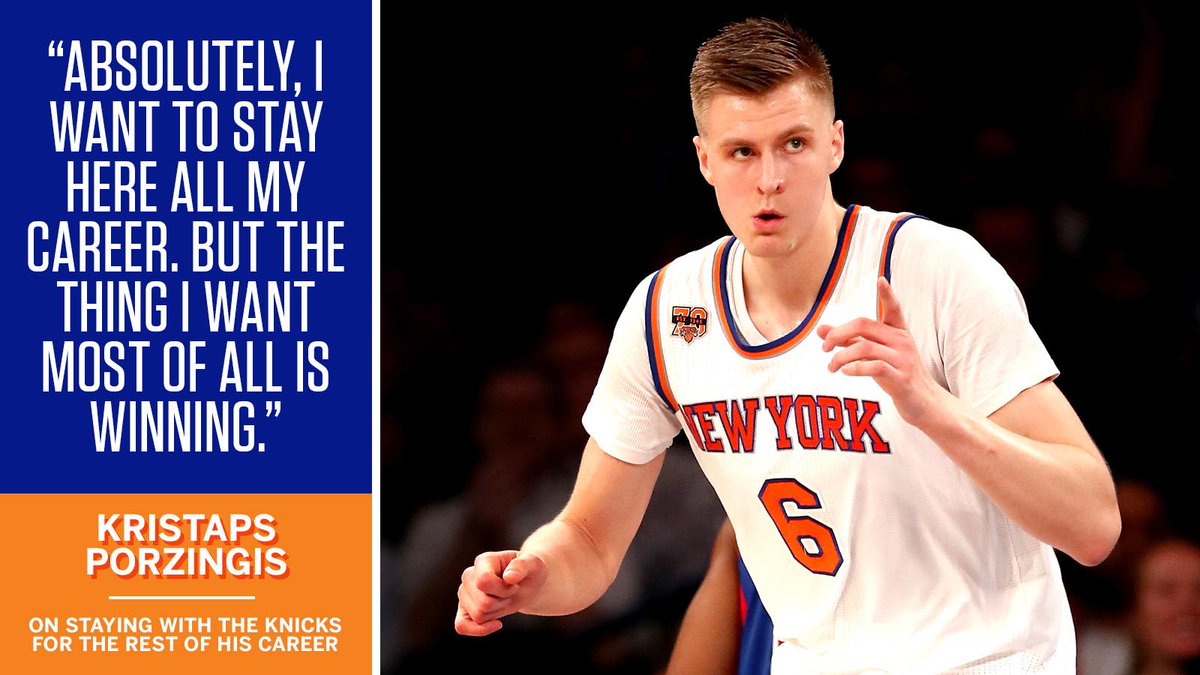 “ABSOLUTELY, I
WANT TO STAY
HERE ALL MY
CAREER. BUT THE
THING I WANT
MOST OF ALL IS
WINNING.”
KRISTAPS
PORZINGIS
ON STAYING WITH THE KNICKS
FOR THE REST OF HIS CAREER
70
NEW YORK
6